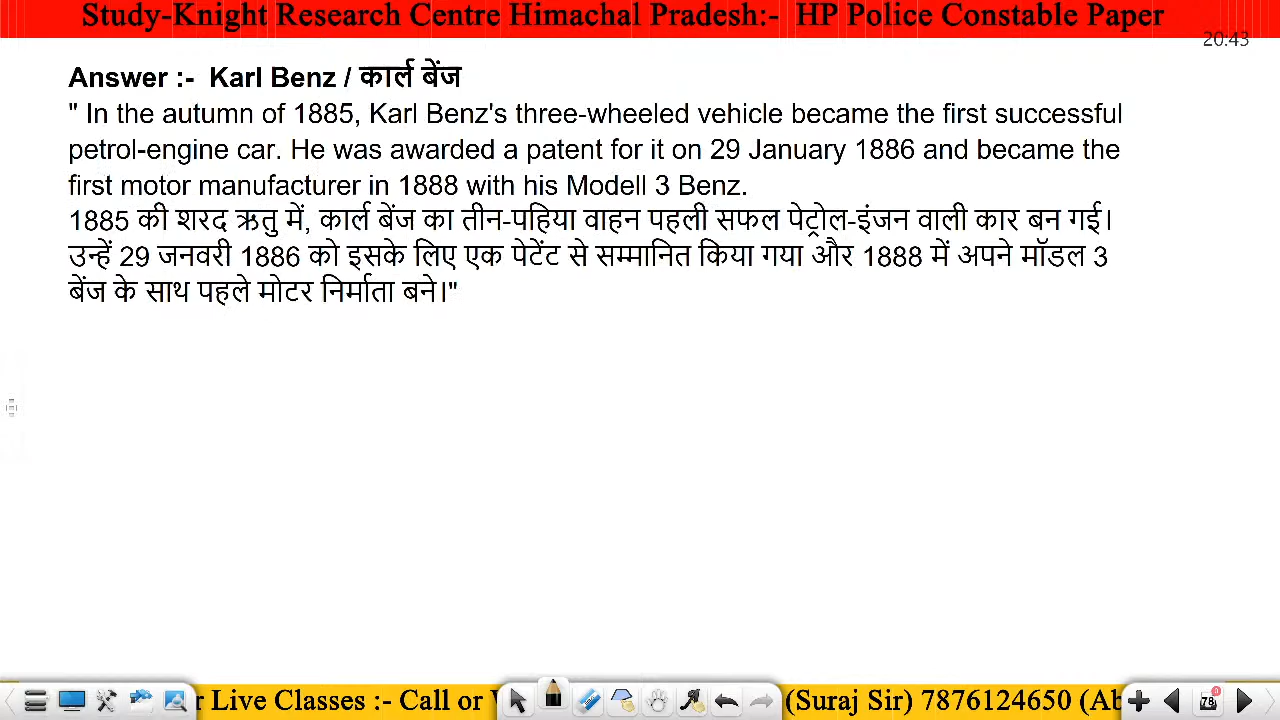 Study-Knight Research Centre Himachal Pradesh:-  HP Police Constable Paper
20:43
Answer :-  Karl Benz / कार्ल बेंज
" In the autumn of 1885, Karl Benz's three-wheeled vehicle became the first successful
petrol-engine car. He was awarded a patent for it on 29 January 1886 and became the
first motor manufacturer in 1888 with his Modell 3 Benz.
1885 की शरद ऋतु में, कार्ल बेंज का तीन-पहिया वाहन पहली सफल पेट्रोल-इंजन वाली कार बन गई।
उन्हें 29 जनवरी 1886 को इसके लिए एक पेटेंट से सम्मानित किया गया और 1888 में अपने मॉडल 3
बेंज के साथ पहले मोटर निर्माता बने।"
Live Classes :- Call or (Suraj Sir) 7876124650 78